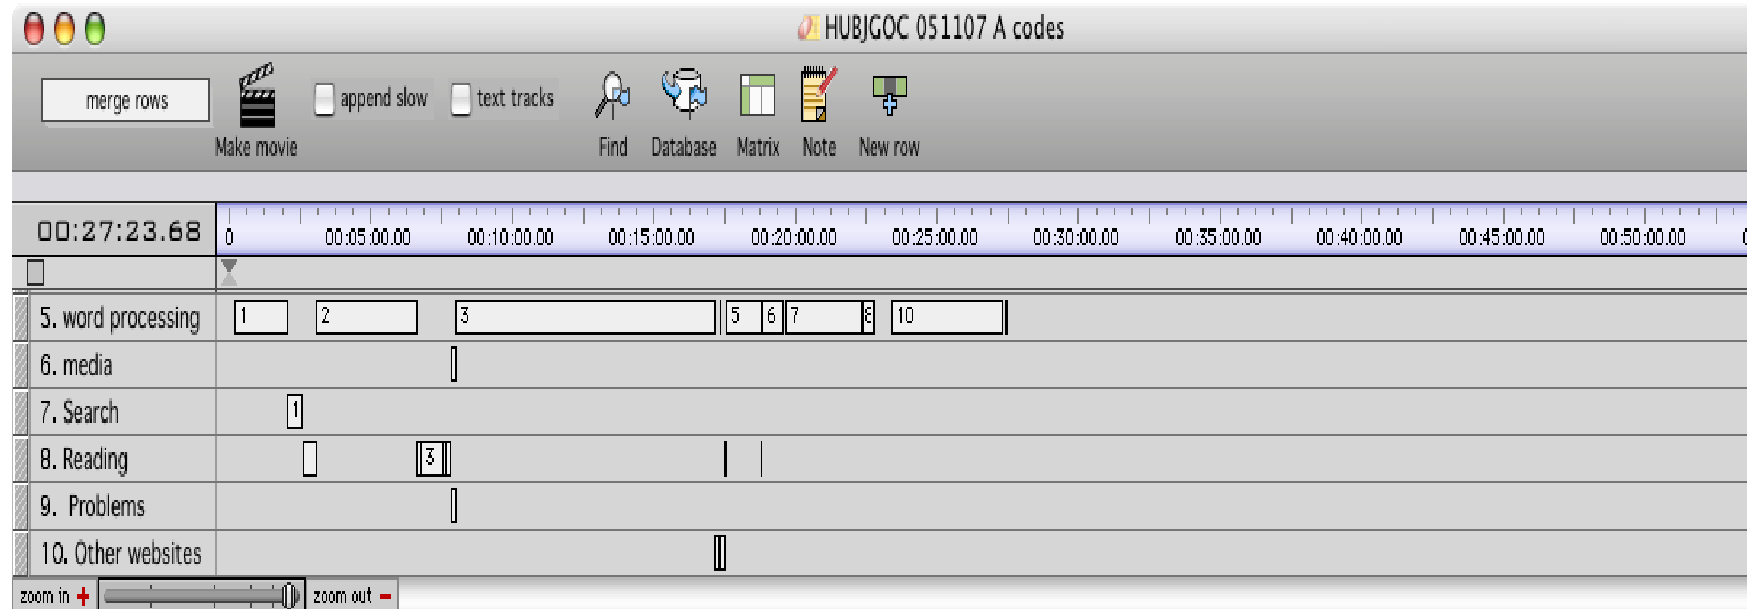 HUBJGOC 051107 A codes
merge rows
append slow
text tracks
Make movie
Find
Database
Matrix
Note
New row
00:27:23.68
0 00:05:00.00 00:10:00.00 00:15:00.00 00:20:00.00 00:25:00.00 00:30:00.00 00:35:00.00 00:40:00.00 00:45:00.00 00:50:00.00
5. word processing 1 2 3 5 6 7 8 10
6. media
7. Search 1
8. Reading 3
9. Problems
10. Other websites
zoom in + zoom out -